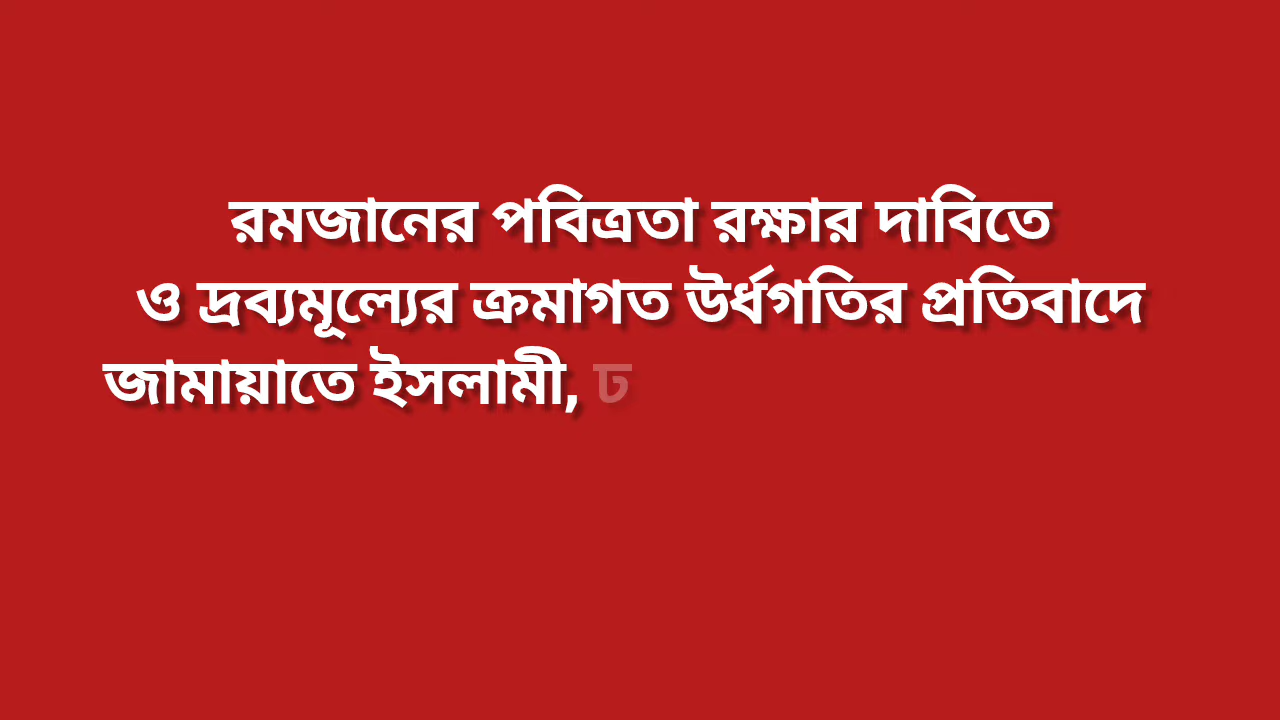 রমজানের পবিত্রতা রক্ষার দাবিতে
ও দ্রব্যমূল্যের ক্রমাগত উর্ধগতির প্রতিবাদে
জামায়াতে ইসলামী, ঢ